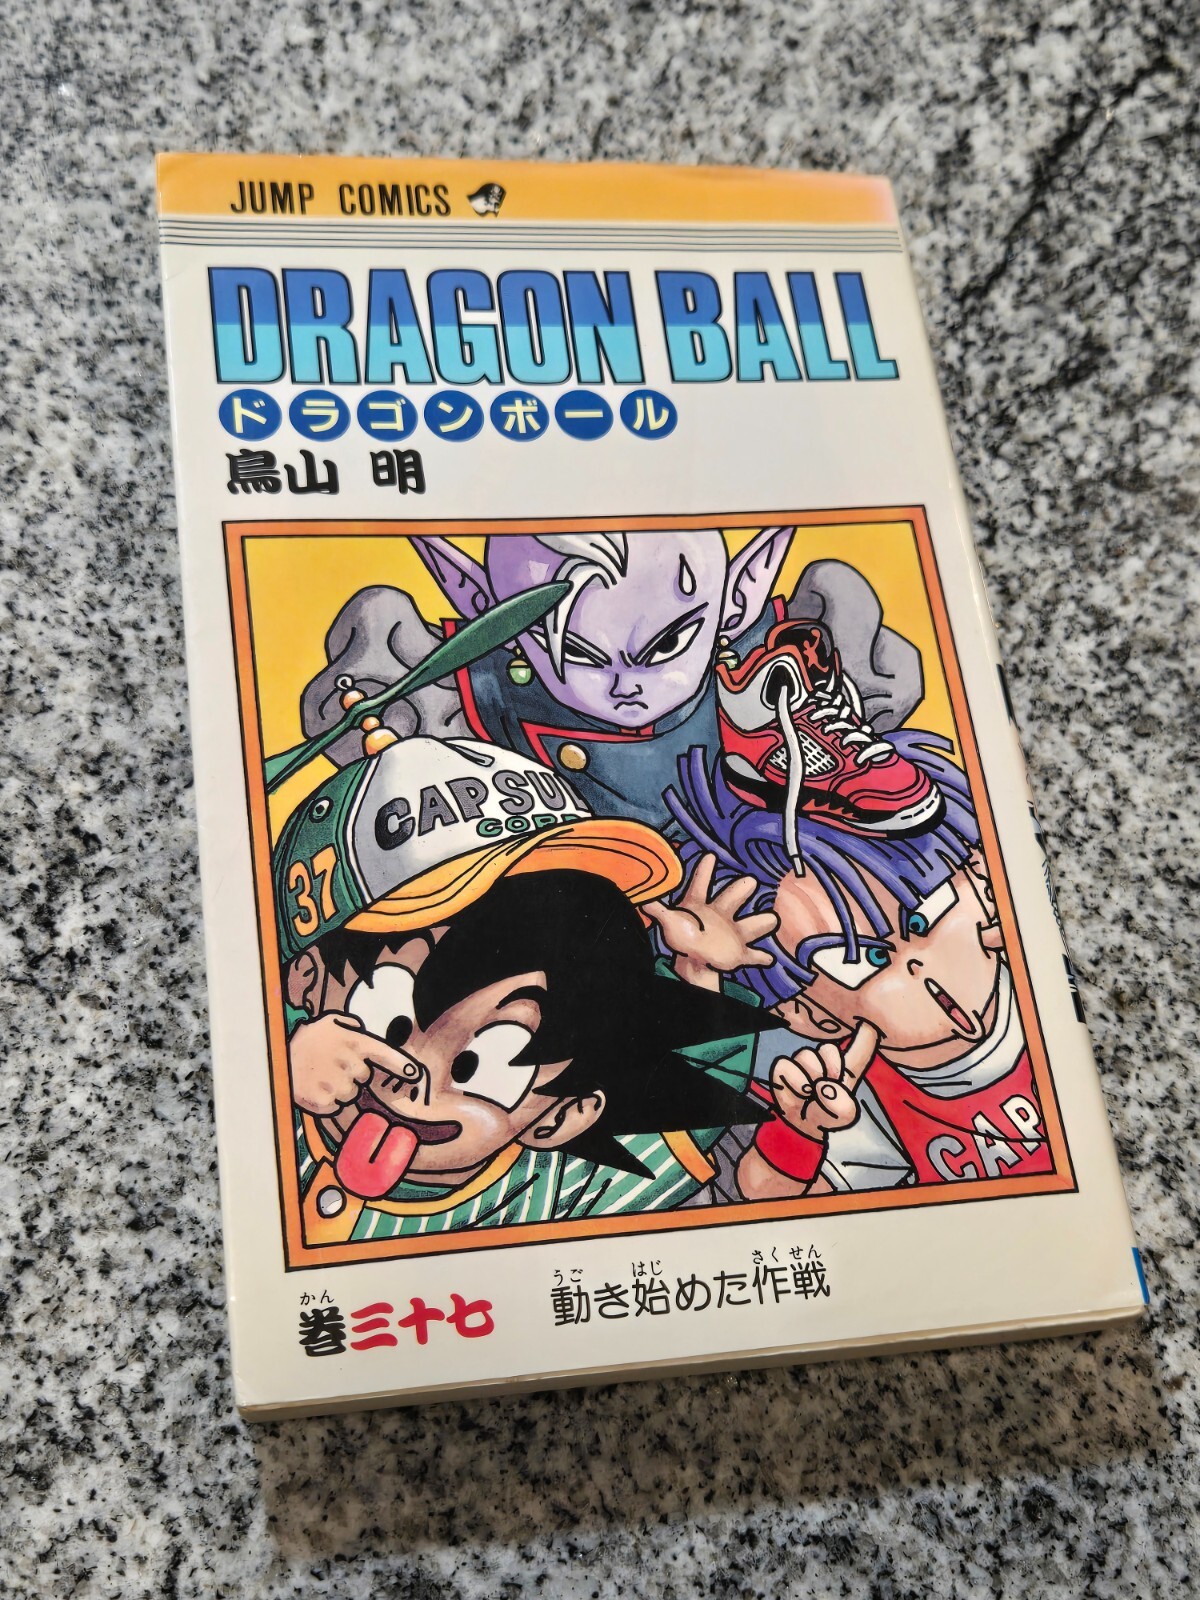 JUMP COMICS
DRAGON BALL
ドラゴンボール
鳥山 明
CAPSU
CORP
37
CAP
かん
巻三十七
うご はじ さくせん
動き始めた作戦